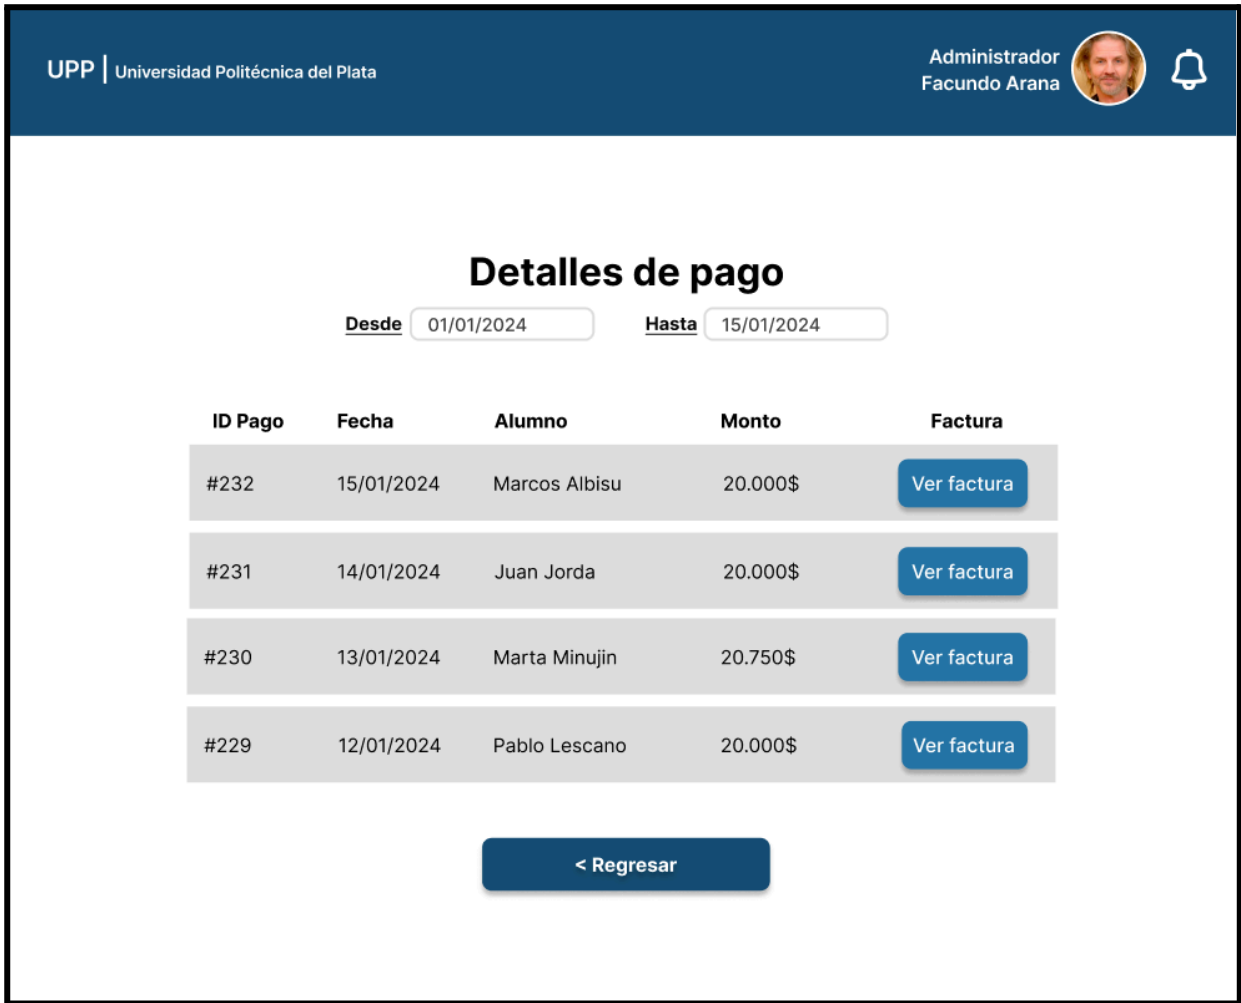 UPP | Universidad Politécnica del Plata
Administrador
Facundo Arana
Detalles de pago
Desde 01/01/2024 Hasta 15/01/2024
ID Pago Fecha Alumno Monto Factura
#232 15/01/2024 Marcos Albisu 20.000$ Ver factura
#231 14/01/2024 Juan Jorda 20.000$ Ver factura
#230 13/01/2024 Marta Minujin 20.750$ Ver factura
#229 12/01/2024 Pablo Lescano 20.000$ Ver factura
< Regresar